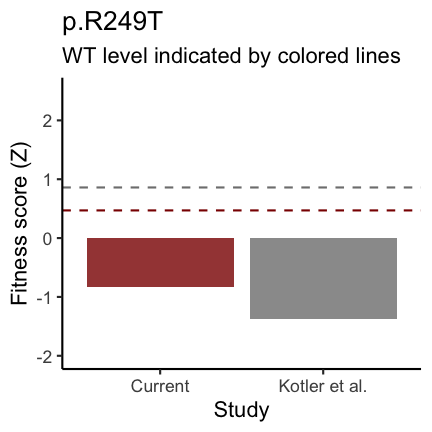 p.R249T
WT level indicated by colored lines
Fitness score (Z)
2
1
0
-1
-2
Current
Kotler et al.
Study